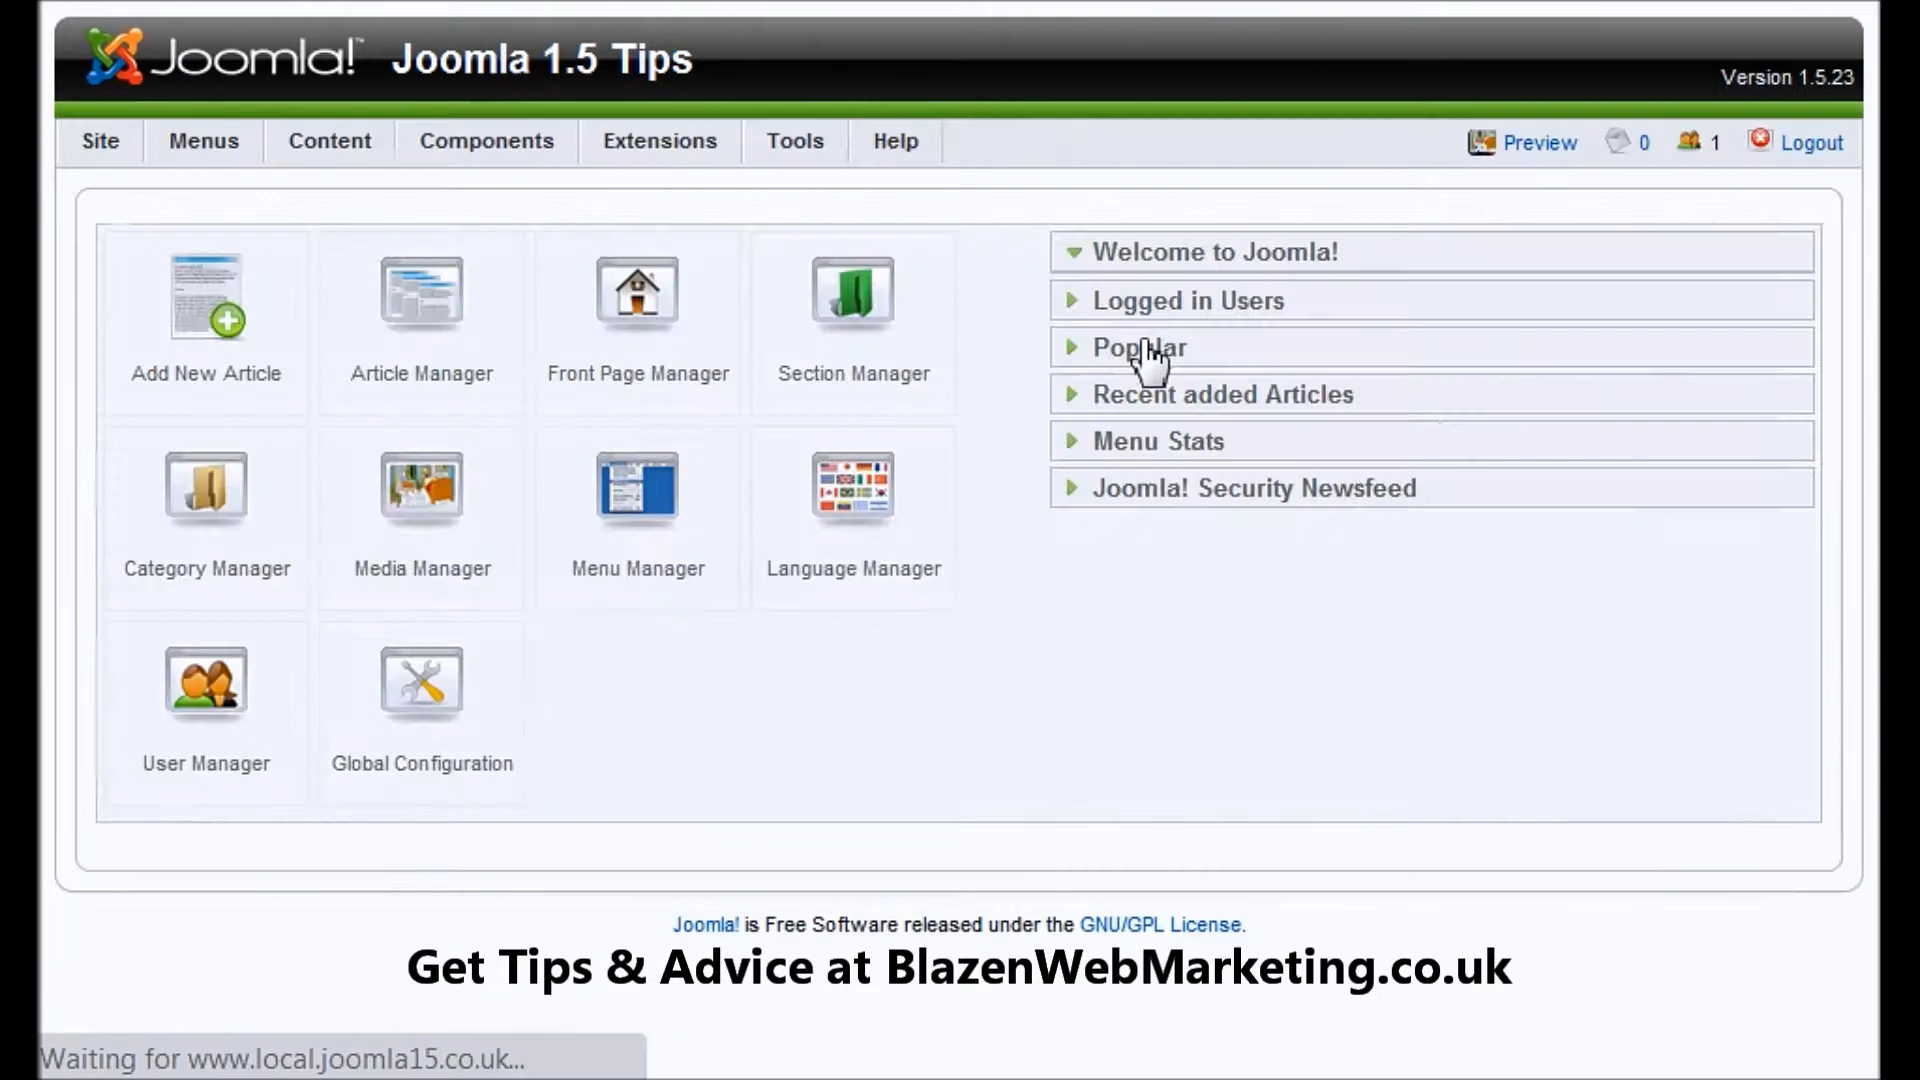 Joomla!™ Joomla 1.5 Tips
Version 1.5.23
Site Menus Content Components Extensions Tools Help Preview 0 1 Logout
Add New Article Article Manager Front Page Manager Section Manager
Category Manager Media Manager Menu Manager Language Manager
User Manager Global Configuration
Welcome to Joomla!
Logged in Users
Popular
Recent added Articles
Menu Stats
Joomla! Security Newsfeed
Joomla! is Free Software released under the GNU/GPL License.
Get Tips & Advice at BlazenWebMarketing.co.uk
Waiting for www.local.joomla15.co.uk...